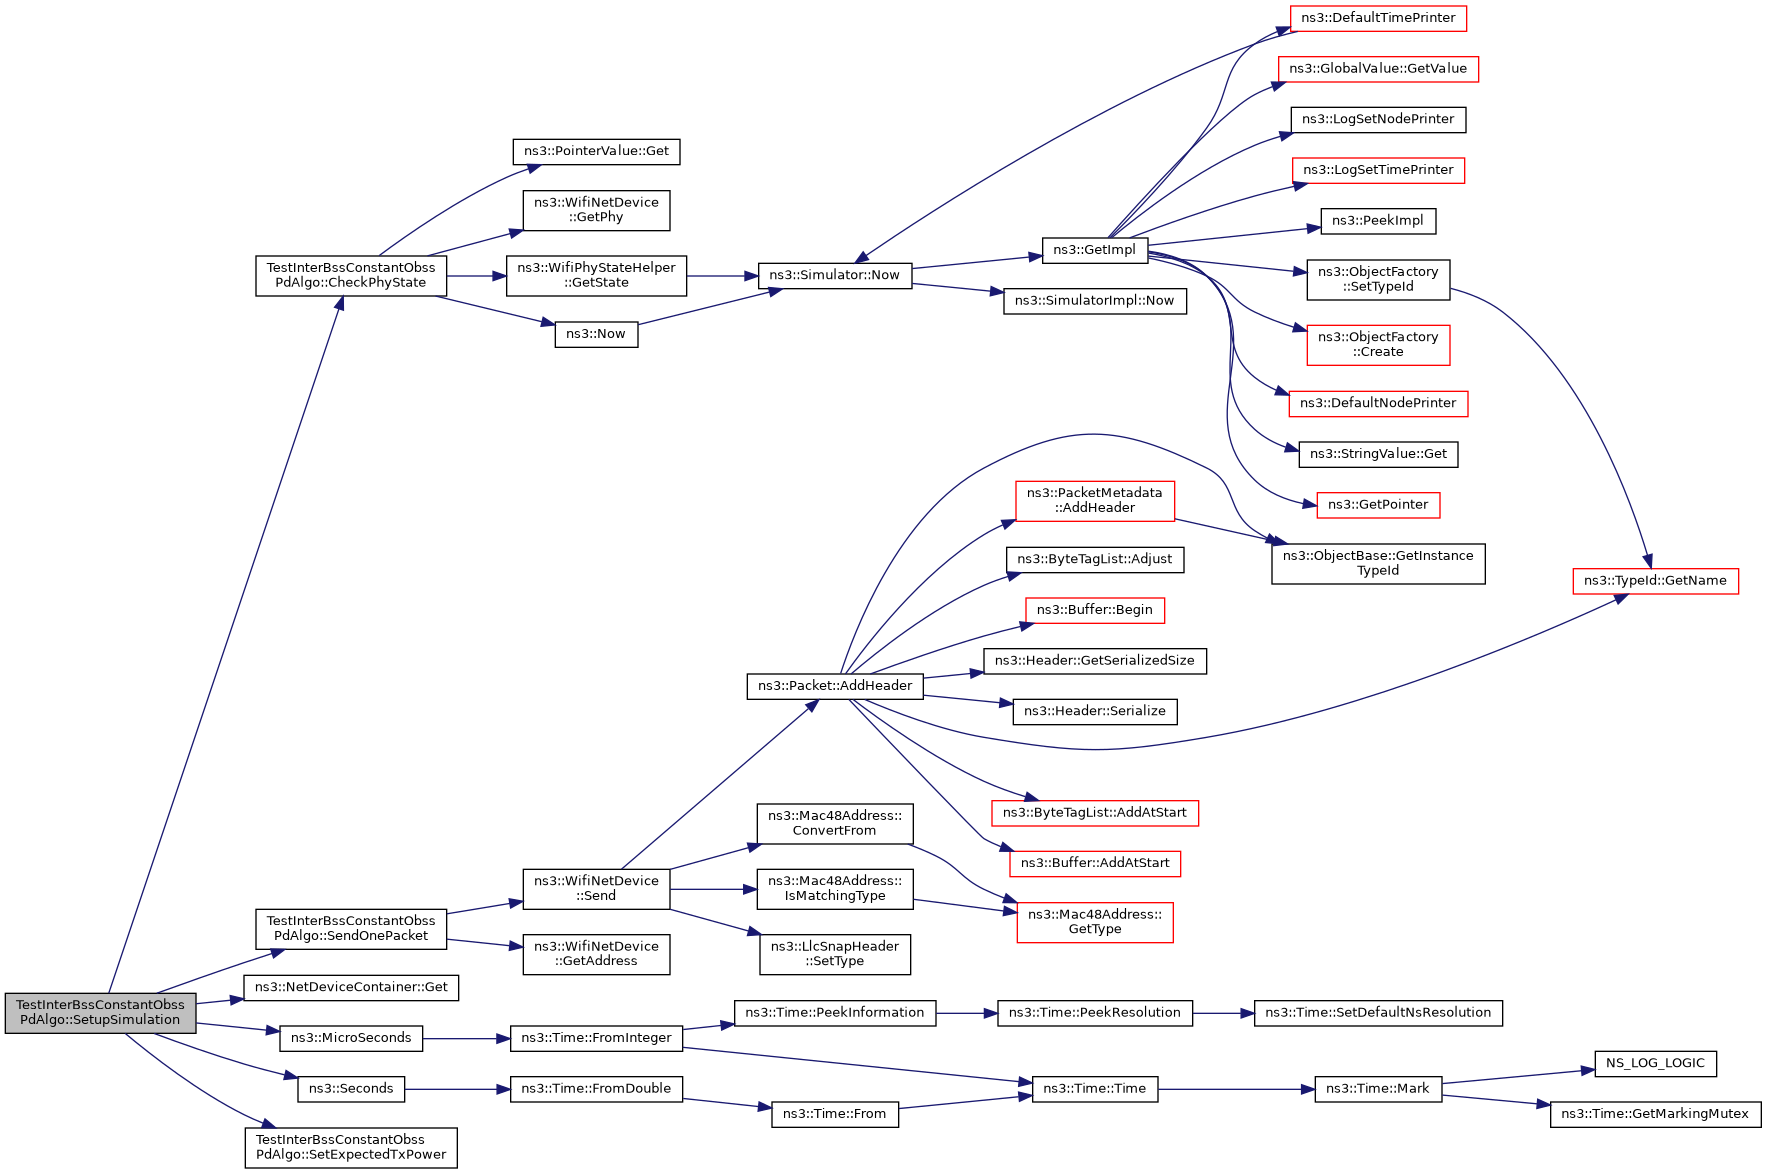 ns3::DefaultTimePrinter
ns3::GlobalValue::GetValue
ns3::LogSetNodePrinter
ns3::PointerValue::Get
ns3::LogSetTimePrinter
ns3::WifiNetDevice
::GetPhy
ns3::PeekImpl
ns3::GetImpl
TestInterBssConstantObss
PdAlgo::CheckPhyState
ns3::WifiPhyStateHelper
::GetState
ns3::Simulator::Now
ns3::ObjectFactory
::SetTypeId
ns3::SimulatorImpl::Now
ns3::Now
ns3::ObjectFactory
::Create
ns3::DefaultNodePrinter
ns3::StringValue::Get
ns3::PacketMetadata
::AddHeader
ns3::GetPointer
ns3::ByteTagList::Adjust
ns3::ObjectBase::GetInstance
TypeId
ns3::TypeId::GetName
ns3::Buffer::Begin
ns3::Header::GetSerializedSize
ns3::Packet::AddHeader
ns3::Header::Serialize
ns3::ByteTagList::AddAtStart
ns3::Mac48Address::
ConvertFrom
ns3::Buffer::AddAtStart
ns3::WifiNetDevice
::Send
ns3::Mac48Address::
IsMatchingType
ns3::Mac48Address::
GetType
TestInterBssConstantObss
PdAlgo::SendOnePacket
ns3::WifiNetDevice
::GetAddress
ns3::LlcSnapHeader
::SetType
ns3::NetDeviceContainer::Get
TestInterBssConstantObss
PdAlgo::SetupSimulation
ns3::Time::PeekInformation
ns3::Time::PeekResolution
ns3::Time::SetDefaultNsResolution
ns3::MicroSeconds
ns3::Time::FromInteger
NS_LOG_LOGIC
ns3::Seconds
ns3::Time::FromDouble
ns3::Time::Time
ns3::Time::Mark
ns3::Time::From
ns3::Time::GetMarkingMutex
TestInterBssConstantObss
PdAlgo::SetExpectedTxPower